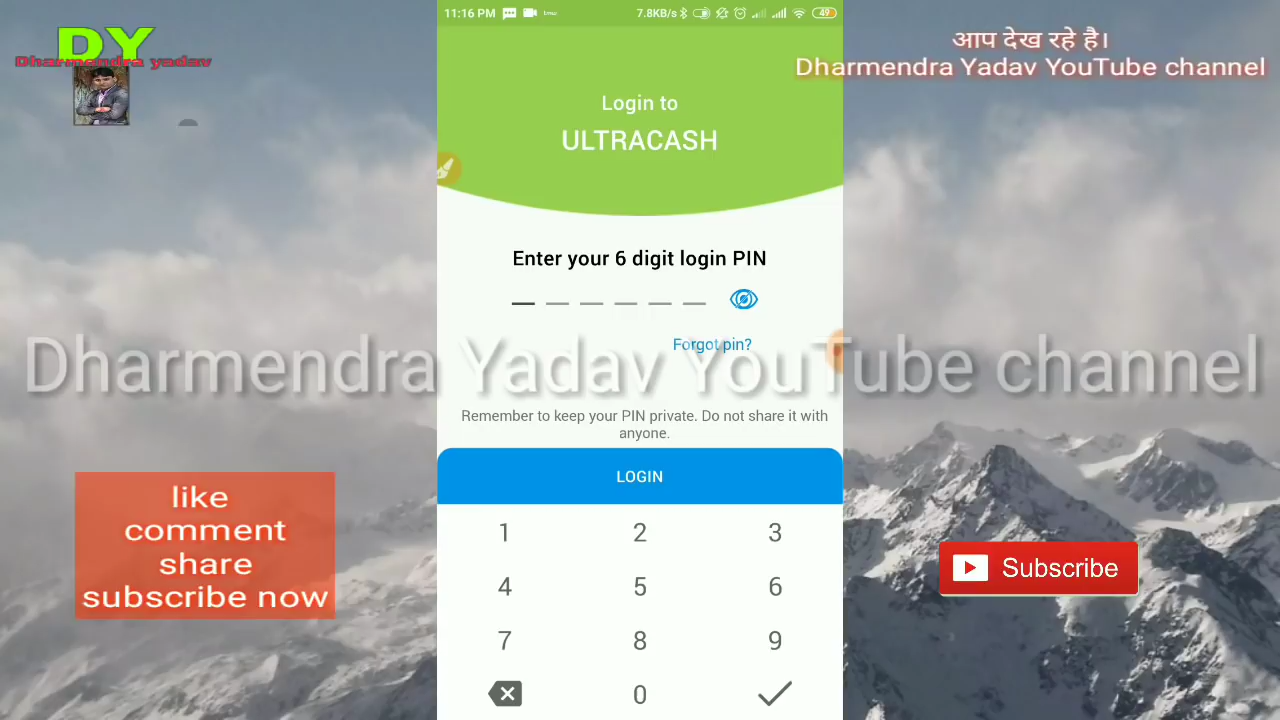 DY
Dharmendra yadav
आप देख रहे है।
Dharmendra Yadav YouTube channel
11:16 PM
7.8KB/s
49
Login to
ULTRACASH
Enter your 6 digit login PIN
Forgot pin?
Dharmendra Yadav YouTube channel
Remember to keep your PIN private. Do not share it with
anyone.
LOGIN
like
comment
share
subscribe now
Subscribe
1 2 3
4 5 6
7 8 9
0